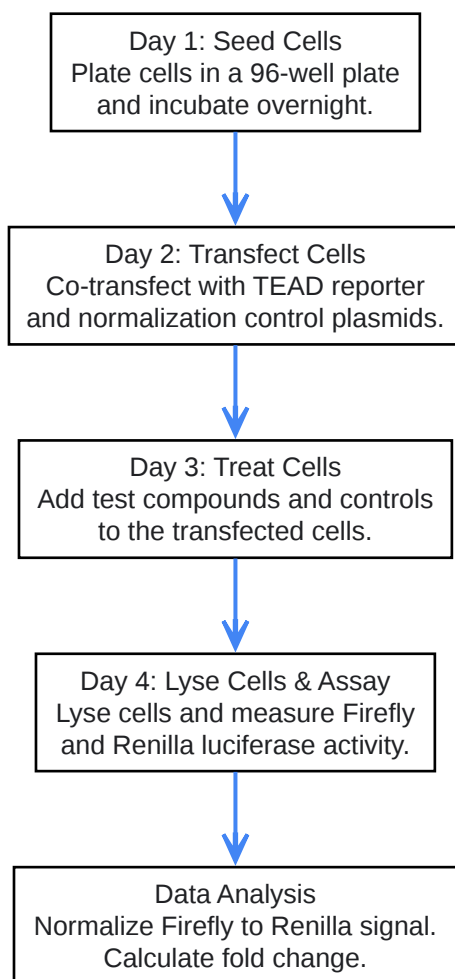 Day 1: Seed Cells
Plate cells in a 96-well plate
and incubate overnight.
Day 2: Transfect Cells
Co-transfect with TEAD reporter
and normalization control plasmids.
Day 3: Treat Cells
Add test compounds and controls
to the transfected cells.
Day 4: Lyse Cells & Assay
Lyse cells and measure Firefly
and Renilla luciferase activity.
Data Analysis
Normalize Firefly to Renilla signal.
Calculate fold change.